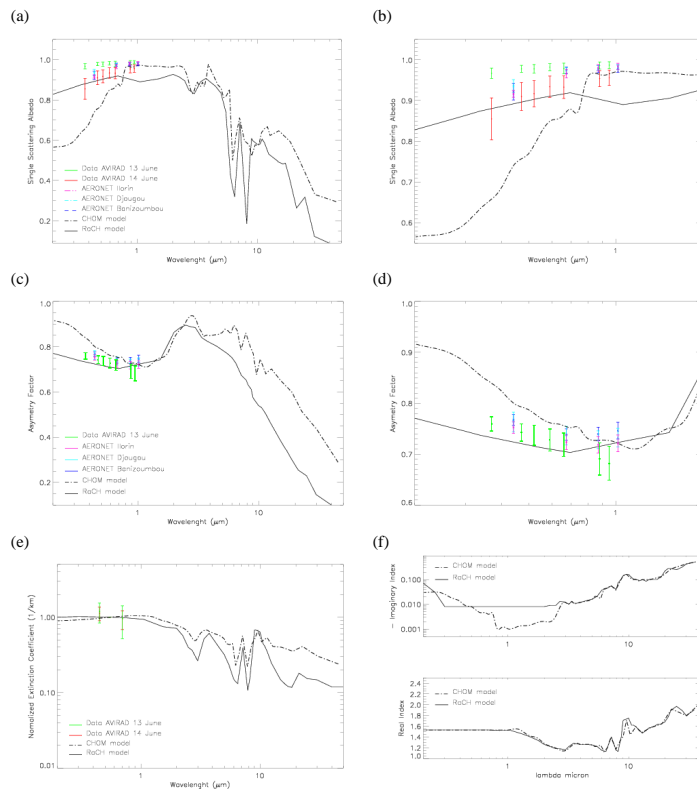 (a)
1.0
0.8
0.6
0.4
0.2
Single Scattering Albedo
Data AVIRAD 13 June
Data AVIRAD 14 June
AERONET Ilorin
AERONET Djougou
AERONET Banizoumbou
CHOM model
RaCH model
1
10
Wavelenght (μm)
(b)
1.0
0.9
0.8
0.7
0.6
Single Scattering Albedo
1
Wavelenght (μm)
(c)
1.0
0.8
0.6
0.4
0.2
Asymetry Factor
Data AVIRAD 13 June
AERONET Ilorin
AERONET Djougou
AERONET Banizoumbou
CHOM model
RaCH model
1
10
Wavelenght (μm)
(d)
1.0
0.9
0.8
0.7
0.6
Asymetry Factor
1
Wavelenght (μm)
(e)
1.00
0.10
0.01
Namalized Extinction Coefficient (1/km)
Data AVIRAD 13 June
Data AVIRAD 14 June
CHOM model
RaCH model
1
10
Wavelenght (μm)
(f)
0.100
0.010
0.001
- Imaginary Index
CHOM model
RaCH model
1
10
2.4
2.2
2.0
1.8
1.6
1.4
1.2
1.0
Real Index
CHOM model
RaCH model
1
10
lambda micron